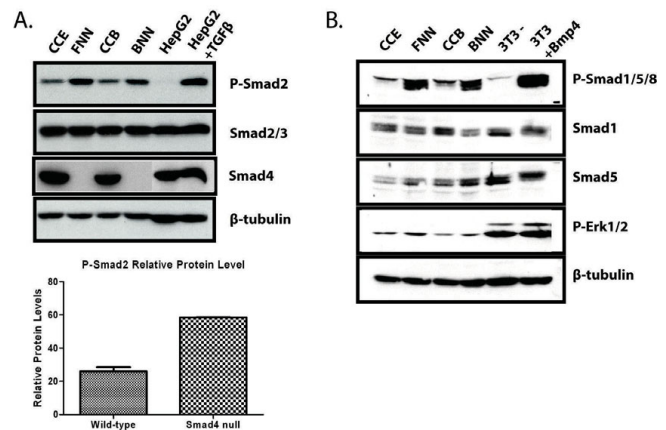 A.
CCE FNN CCB BNN HepG2 HepG2 +TGFβ
P-Smad2
Smad2/3
Smad4
β-tubulin
P-Smad2 Relative Protein Level
Relative Protein Levels
80
60
40
20
0
Wild-type Smad4 null
B.
CCE FNN CCB BNN 3T3 - 3T3 +Bmp4
P-Smad1/5/8
Smad1
Smad5
P-Erk1/2
β-tubulin